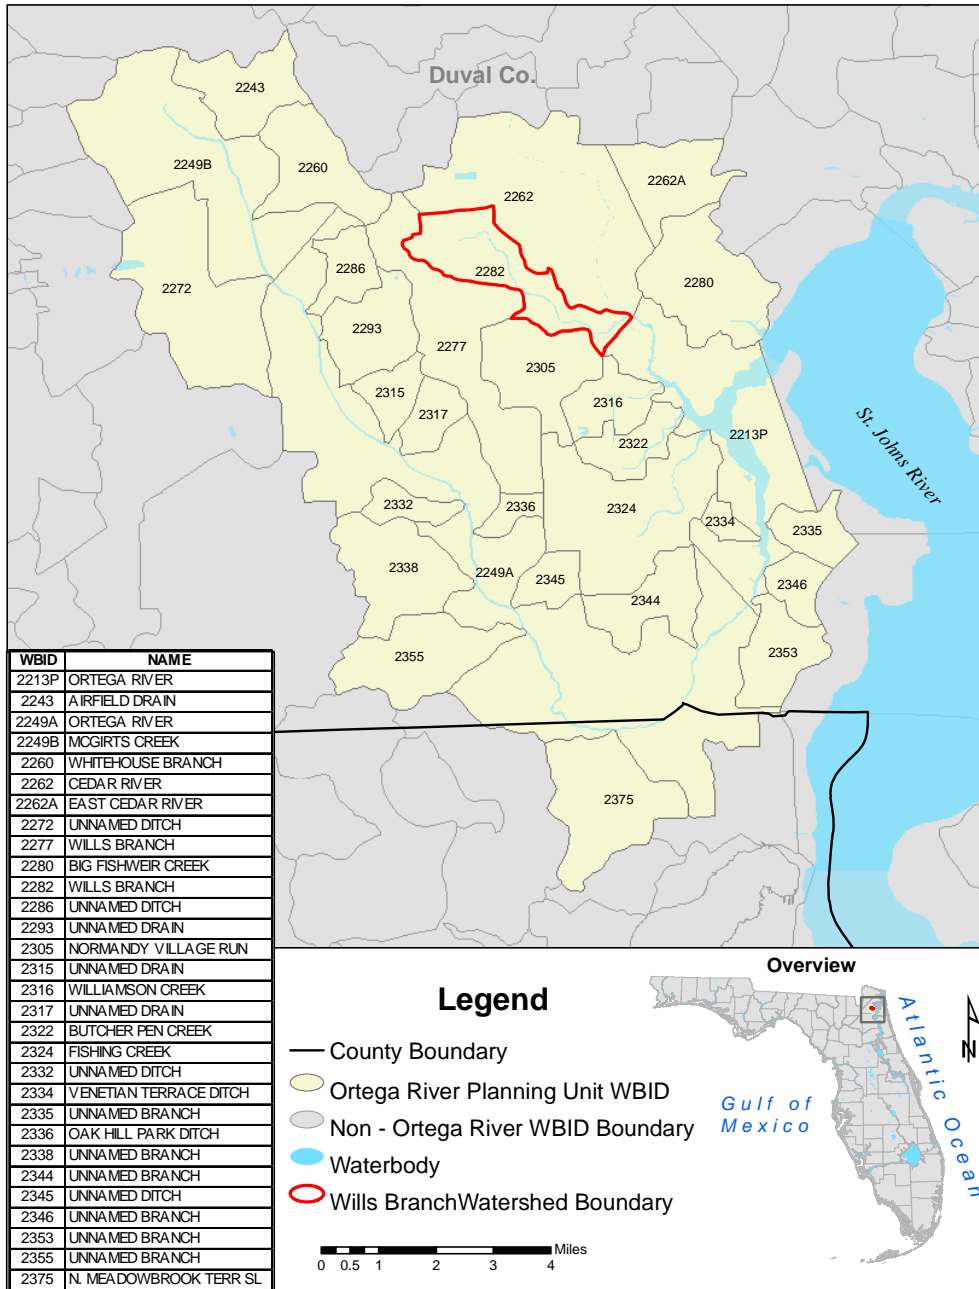 Duval Co.
2243
2249B
2260
2262
2262A
2272
2286
2282
2280
2293
2277
2305
2315
2317
2316
2322
2213P
St. Johns River
2332
2336
2324
2334
2335
2338
2249A
2345
2344
2346
2355
2353
2375
WBID NAME
2213P ORTEGA RIVER
2243 AIRFIELD DRAIN
2249A ORTEGA RIVER
2249B MCGIRTS CREEK
2260 WHITEHOUSE BRANCH
2262 CEDAR RIVER
2262A EAST CEDAR RIVER
2272 UNNAMED DITCH
2277 WILLS BRANCH
2280 BIG FISHWEIR CREEK
2282 WILLS BRANCH
2286 UNNAMED DITCH
2293 UNNAMED DRAIN
2305 NORMANDY VILLAGE RUN
2315 UNNAMED DRAIN
2316 WILLIAMSON CREEK
2317 UNNAMED DRAIN
2322 BUTCHER PEN CREEK
2324 FISHING CREEK
2332 UNNAMED DITCH
2334 VENETIAN TERRACE DITCH
2335 UNNAMED BRANCH
2336 OAK HILL PARK DITCH
2338 UNNAMED BRANCH
2344 UNNAMED BRANCH
2345 UNNAMED DITCH
2346 UNNAMED BRANCH
2353 UNNAMED BRANCH
2355 UNNAMED BRANCH
2375 N. MEADOWBROOK TERR SL
Legend
County Boundary
Ortega River Planning Unit WBID
Non - Ortega River WBID Boundary
Waterbody
Wills BranchWatershed Boundary
Miles
0 0.5 1 2 3 4
Overview
Gulf of
Mexico
Atlantic Ocean
N